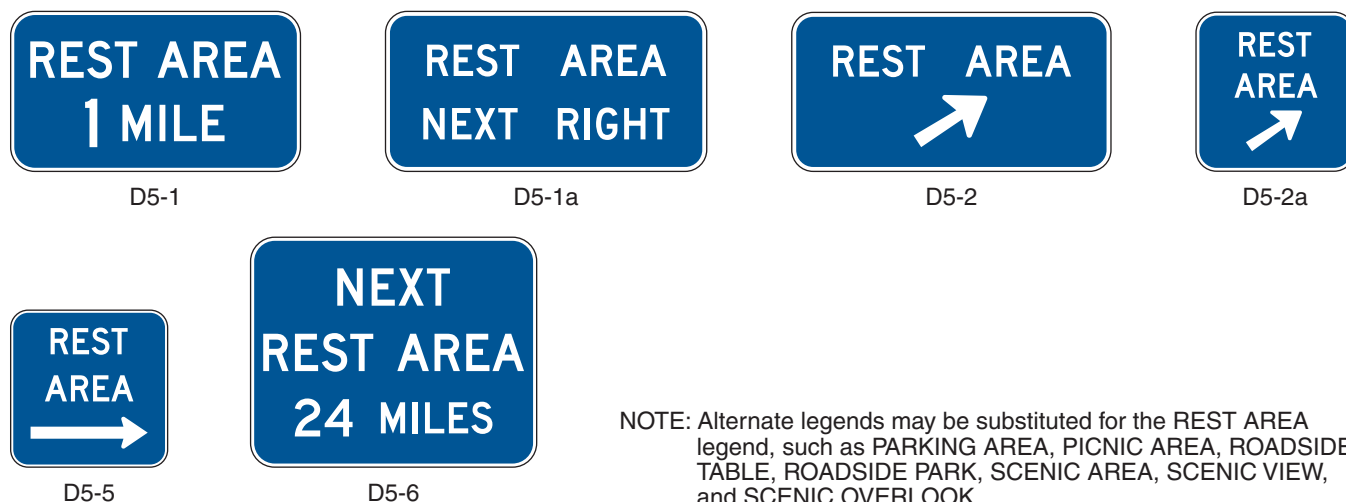 REST AREA
1 MILE
D5-1
REST AREA
NEXT RIGHT
D5-1a
REST AREA
D5-2
REST
AREA
D5-2a
REST
AREA
D5-5
NEXT
REST AREA
24 MILES
D5-6
NOTE: Alternate legends may be substituted for the REST AREA
legend, such as PARKING AREA, PICNIC AREA, ROADSIDE
TABLE, ROADSIDE PARK, SCENIC AREA, SCENIC VIEW,
and SCENIC OVERLOOK